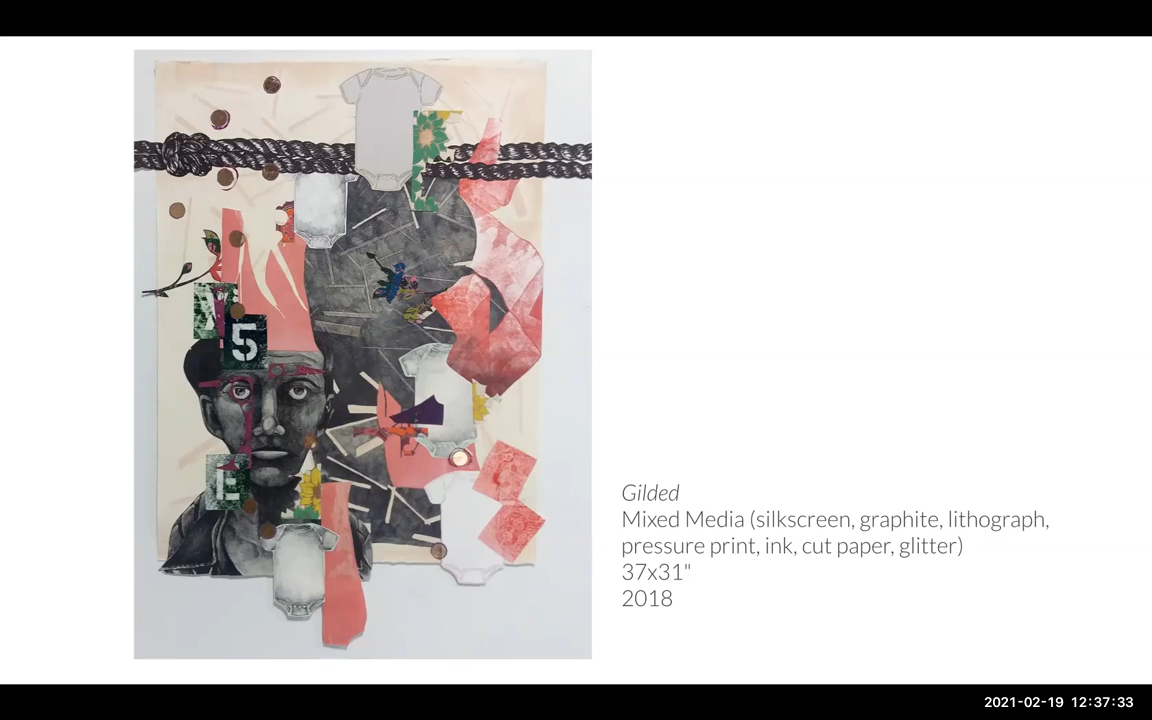 5
E
Gilded
Mixed Media (silkscreen, graphite, lithograph,
pressure print, ink, cut paper, glitter)
37x31"
2018
2021-02-19 12:37:33